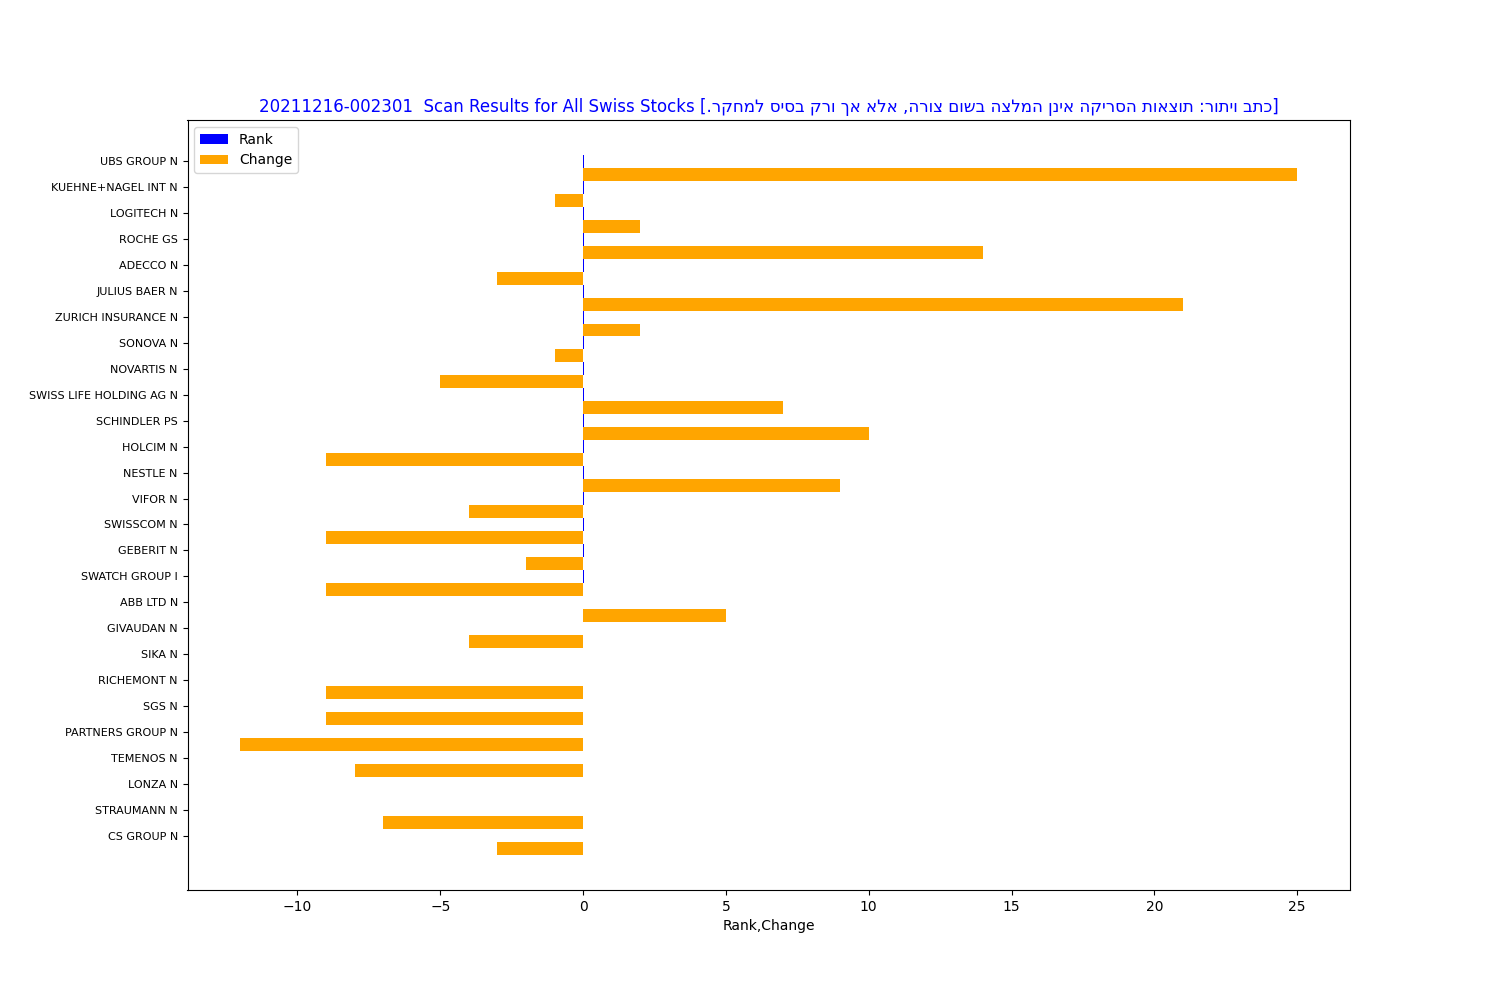 20211216-002301 Scan Results for All Swiss Stocks [כתב ויתור: תוצאות הסריקה אינן המלצה בשום צורה, אלא אך ורק בסיס למחקר.]
Rank
Change
UBS GROUP N
KUEHNE+NAGEL INT N
LOGITECH N
ROCHE GS
ADECCO N
JULIUS BAER N
ZURICH INSURANCE N
SONOVA N
NOVARTIS N
SWISS LIFE HOLDING AG N
SCHINDLER PS
HOLCIM N
NESTLE N
VIFOR N
SWISSCOM N
GEBERIT N
SWATCH GROUP I
ABB LTD N
GIVAUDAN N
SIKA N
RICHEMONT N
SGS N
PARTNERS GROUP N
TEMENOS N
LONZA N
STRAUMANN N
CS GROUP N
−10 −5 0 5 10 15 20 25
Rank,Change